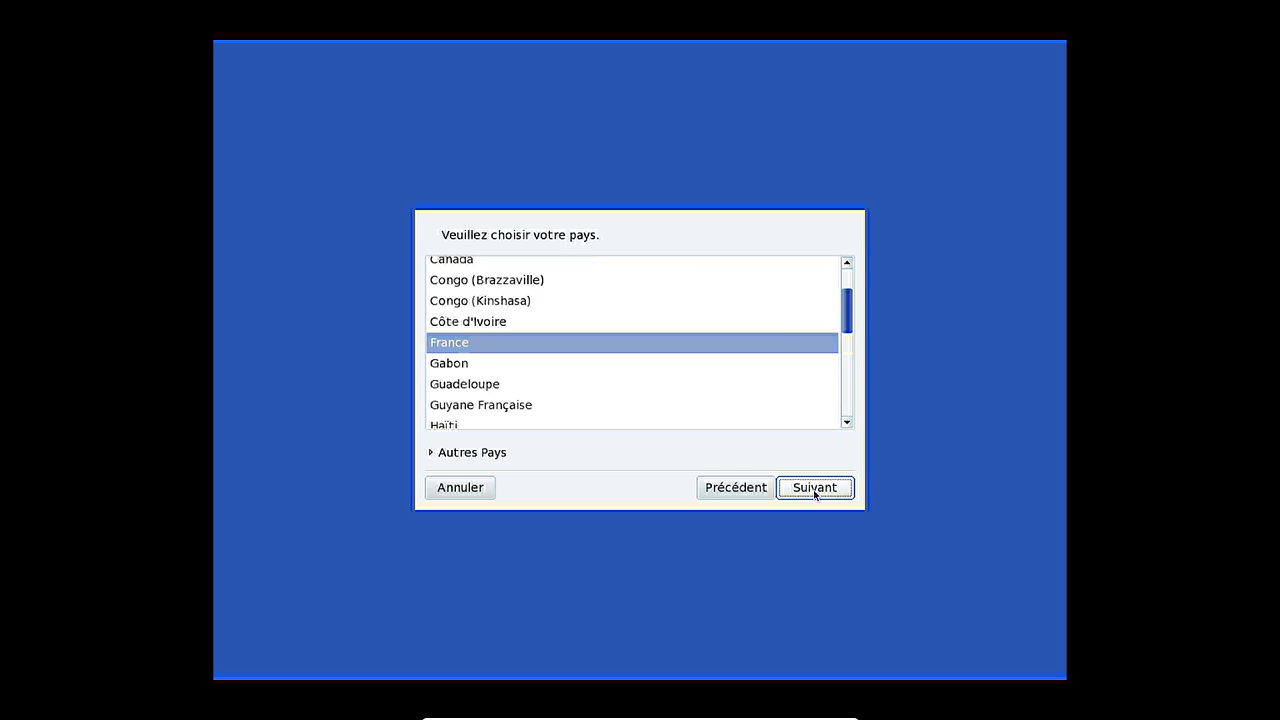 Veuillez choisir votre pays.
Canada
Congo (Brazzaville)
Congo (Kinshasa)
Côte d'Ivoire
France
Gabon
Guadeloupe
Guyane Française
Haïti
Autres Pays
Annuler
Précédent
Suivant